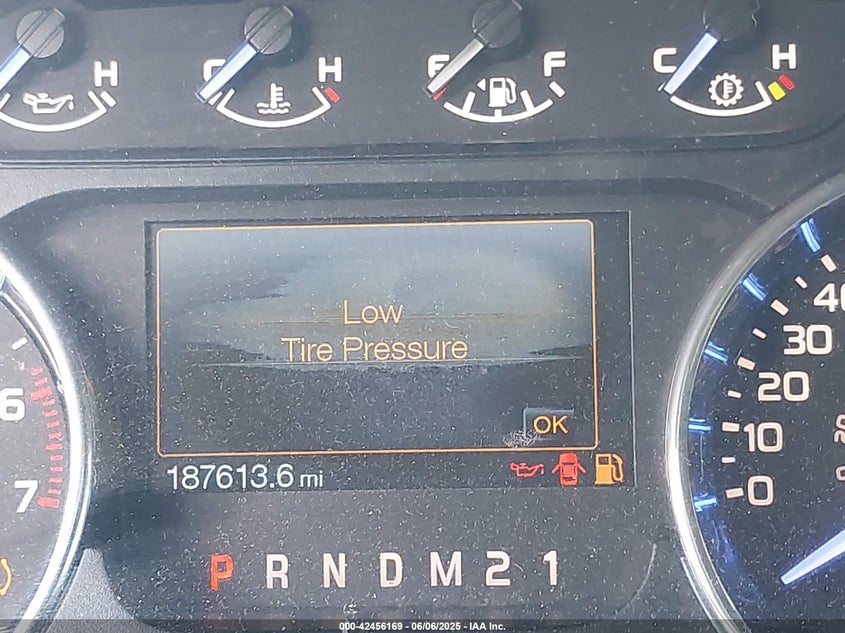 H C H E F C H
Low
Tire Pressure
OK
187613.6 mi
6
7
40
30
20
10
0
P R N D M 2 1
000-42456169 - 06/06/2025 - IAA Inc.